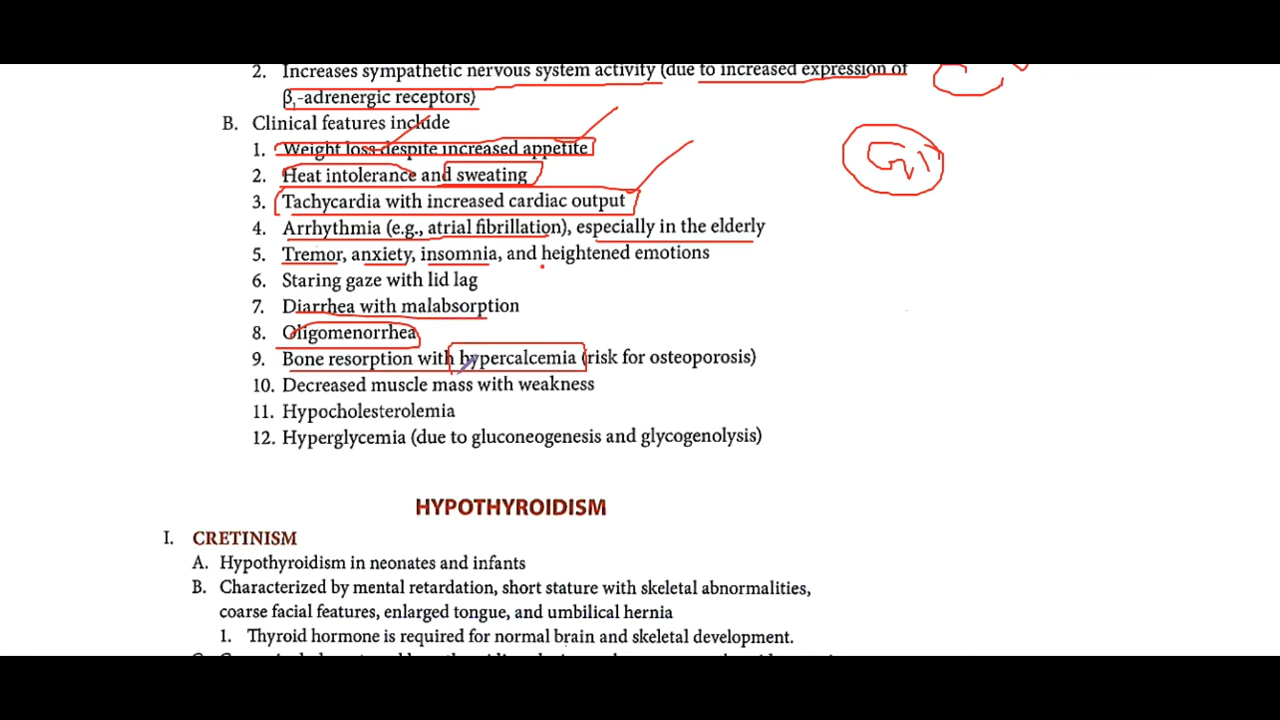 2. Increases sympathetic nervous system activity (due to increased expression of
β₁-adrenergic receptors)
B. Clinical features include
1. Weight loss despite increased appetite
2. Heat intolerance and sweating
3. Tachycardia with increased cardiac output
4. Arrhythmia (e.g., atrial fibrillation), especially in the elderly
5. Tremor, anxiety, insomnia, and heightened emotions
6. Staring gaze with lid lag
7. Diarrhea with malabsorption
8. Oligomenorrhea
9. Bone resorption with hypercalcemia (risk for osteoporosis)
10. Decreased muscle mass with weakness
11. Hypocholesterolemia
12. Hyperglycemia (due to gluconeogenesis and glycogenolysis)
HYPOTHYROIDISM
I. CRETINISM
A. Hypothyroidism in neonates and infants
B. Characterized by mental retardation, short stature with skeletal abnormalities,
coarse facial features, enlarged tongue, and umbilical hernia
1. Thyroid hormone is required for normal brain and skeletal development.